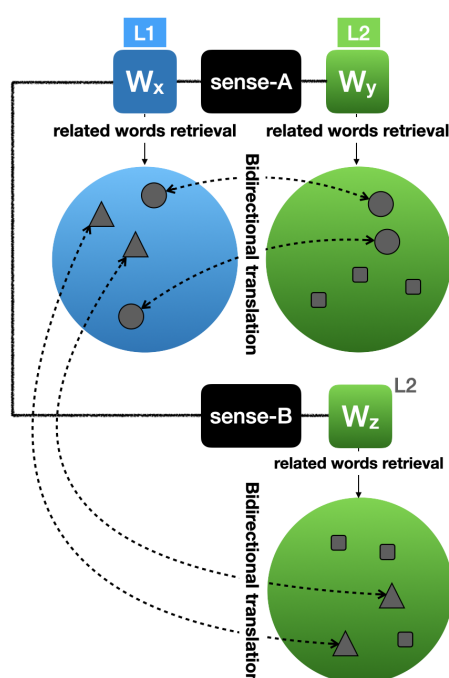 L1
L2
Wx
sense-A
Wy
related words retrieval
related words retrieval
Bidirectional translation
sense-B
Wz
L2
related words retrieval
Bidirectional translation